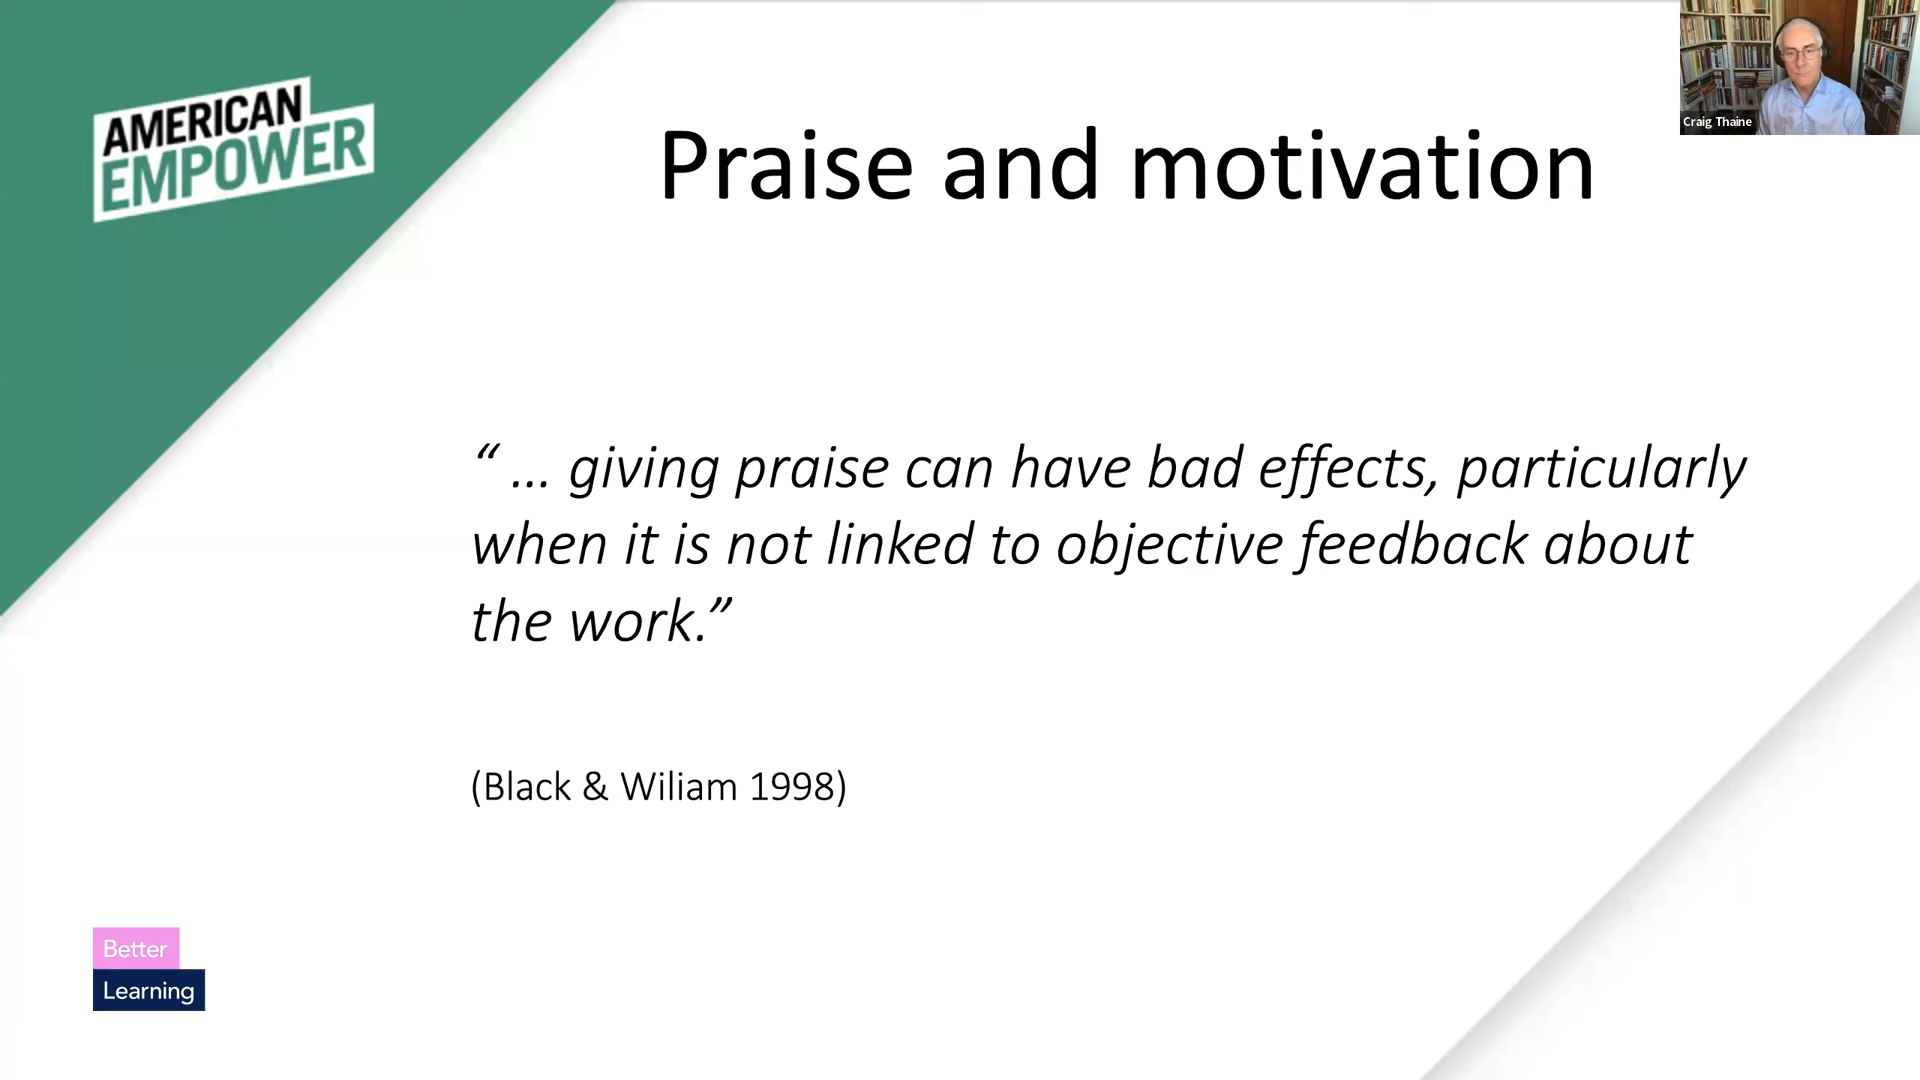 AMERICAN
EMPOWER
Craig Thaine
Praise and motivation
“ … giving praise can have bad effects, particularly
when it is not linked to objective feedback about
the work.”
(Black & Wiliam 1998)
Better
Learning